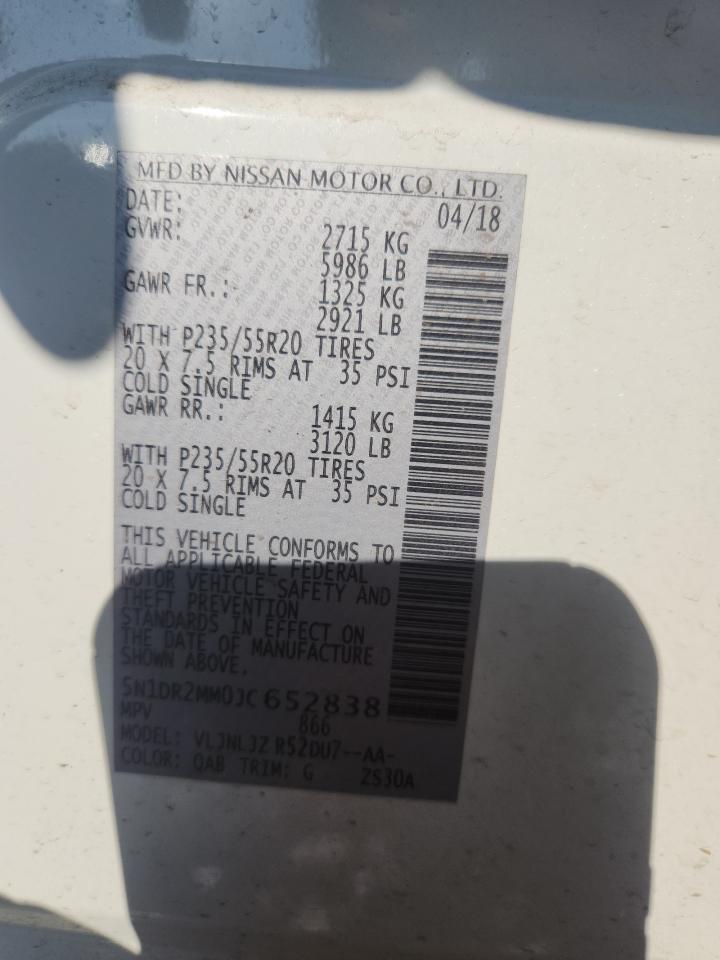 MFD BY NISSAN MOTOR CO., LTD.
DATE: 04/18
GVWR: 2715 KG
5986 LB
GAWR FR.: 1325 KG
2921 LB
WITH P235/55R20 TIRES
20 X 7.5 RIMS AT 35 PSI
COLD SINGLE
GAWR RR.: 1415 KG
3120 LB
WITH P235/55R20 TIRES
20 X 7.5 RIMS AT 35 PSI
COLD SINGLE
THIS VEHICLE CONFORMS TO
ALL APPLICABLE FEDERAL
MOTOR VEHICLE SAFETY AND
THEFT PREVENTION
STANDARDS IN EFFECT ON
THE DATE OF MANUFACTURE
SHOWN ABOVE.
5N1DR2MM0JC652838
MPV 866
MODEL: VLJNLJZ R52DU7--AA-
COLOR: QAB TRIM: G ZS30A